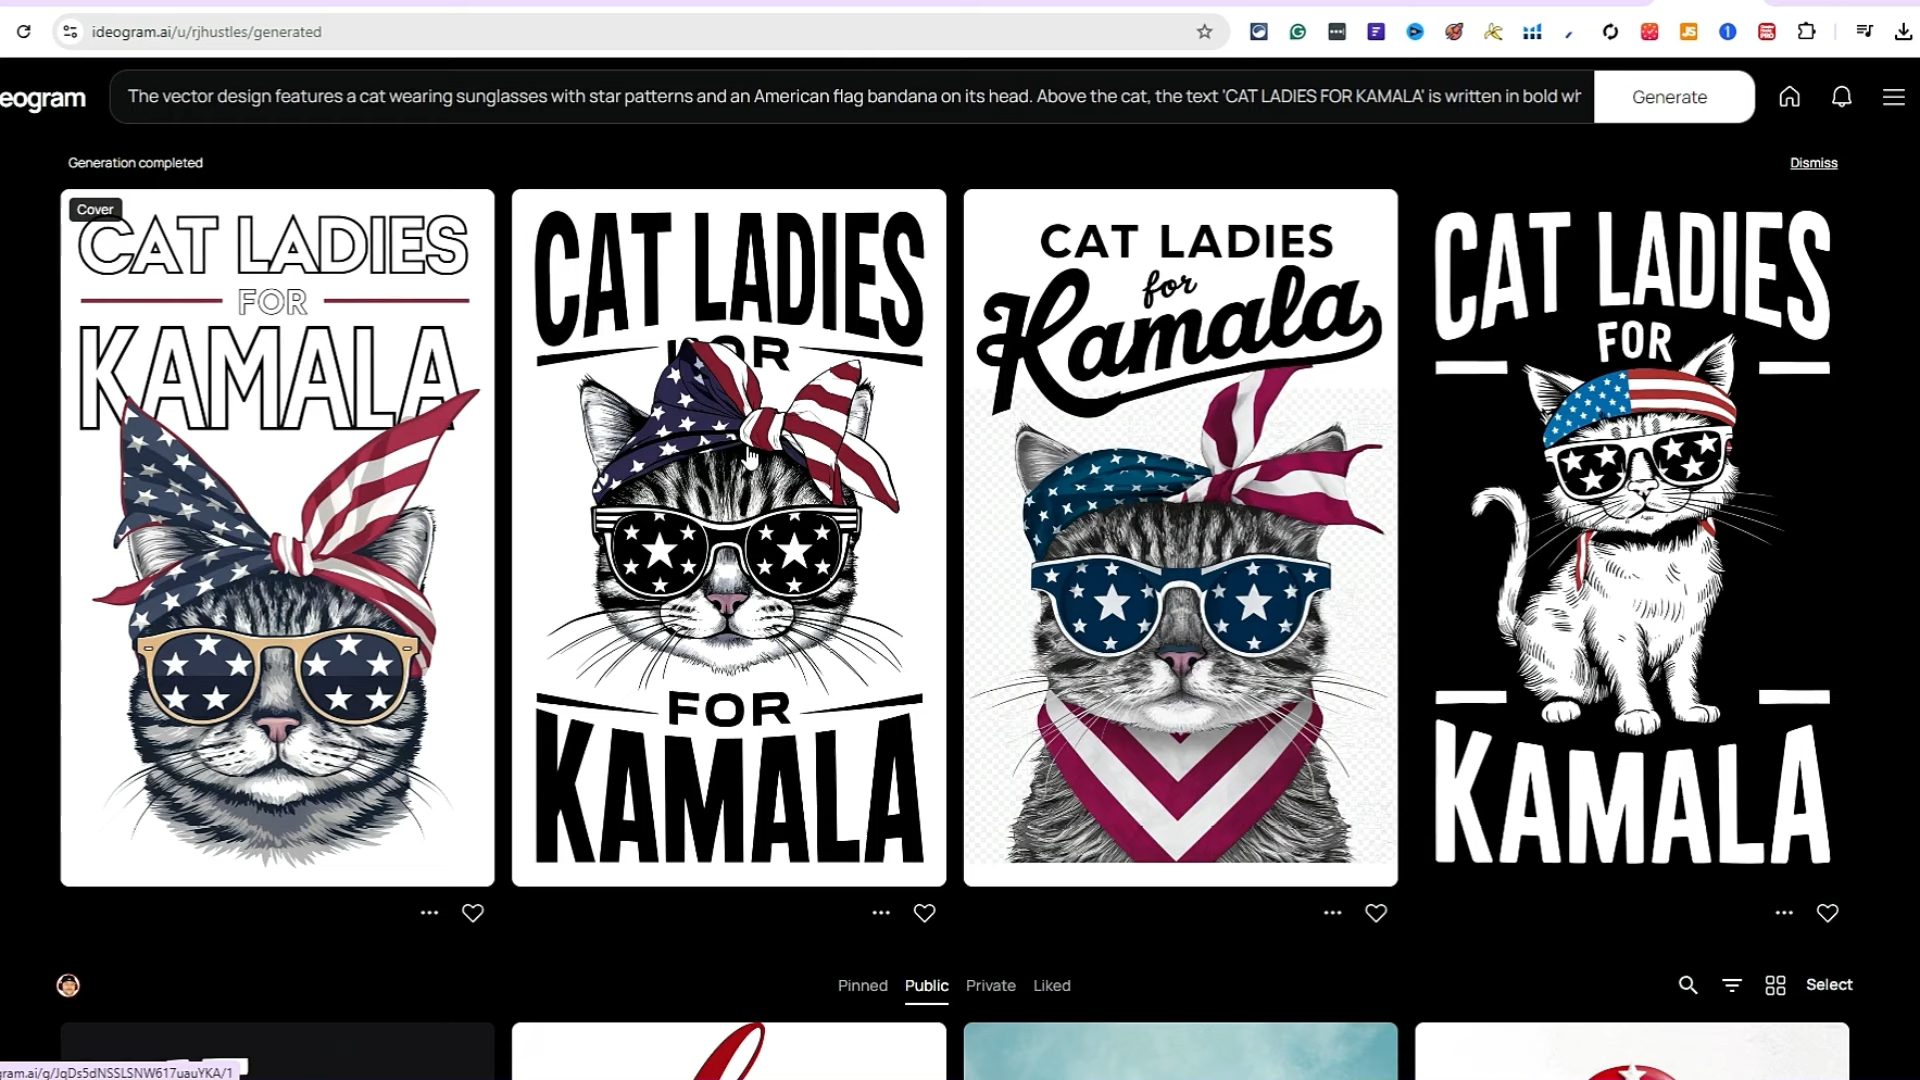 ideogram.ai/u/rjhustles/generated
eogram
The vector design features a cat wearing sunglasses with star patterns and an American flag bandana on its head. Above the cat, the text 'CAT LADIES FOR KAMALA' is written in bold wh
Generate
Generation completed
Dismiss
Cover
CAT LADIES
FOR
KAMALA
CAT LADIES
FOR
FOR
KAMALA
CAT LADIES
for
Kamala
CAT LADIES
FOR
KAMALA
Pinned
Public
Private
Liked
Select
gram.ai/g/JqDs5dNSSLSNW617uauYKA/1